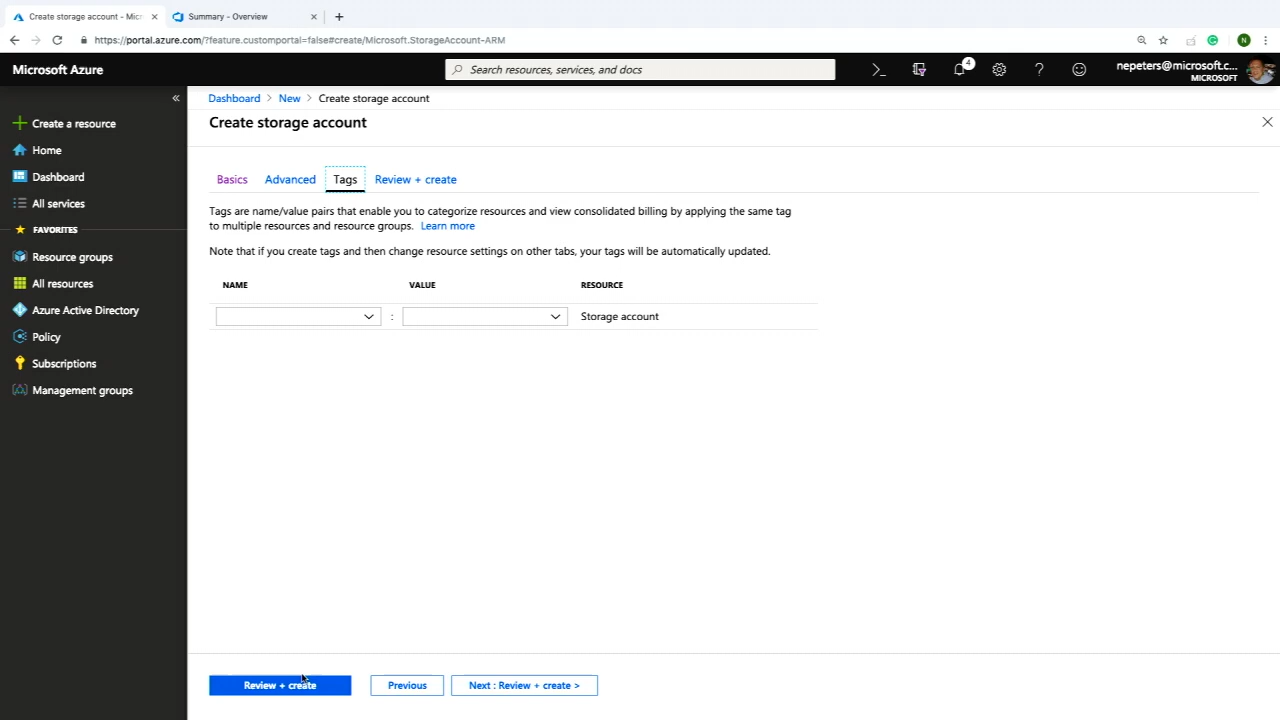 Create storage account - Micr
Summary - Overview
https://portal.azure.com/?feature.customportal=false#create/Microsoft.StorageAccount-ARM
N
Microsoft Azure
Search resources, services, and docs
4
nepeters@microsoft.c...
MICROSOFT
Create a resource
Home
Dashboard
All services
FAVORITES
Resource groups
All resources
Azure Active Directory
Policy
Subscriptions
Management groups
Dashboard > New > Create storage account
Create storage account
Basics Advanced Tags Review + create
Tags are name/value pairs that enable you to categorize resources and view consolidated billing by applying the same tag
to multiple resources and resource groups. Learn more
Note that if you create tags and then change resource settings on other tabs, your tags will be automatically updated.
NAME VALUE RESOURCE
: Storage account
Review + create Previous Next : Review + create >